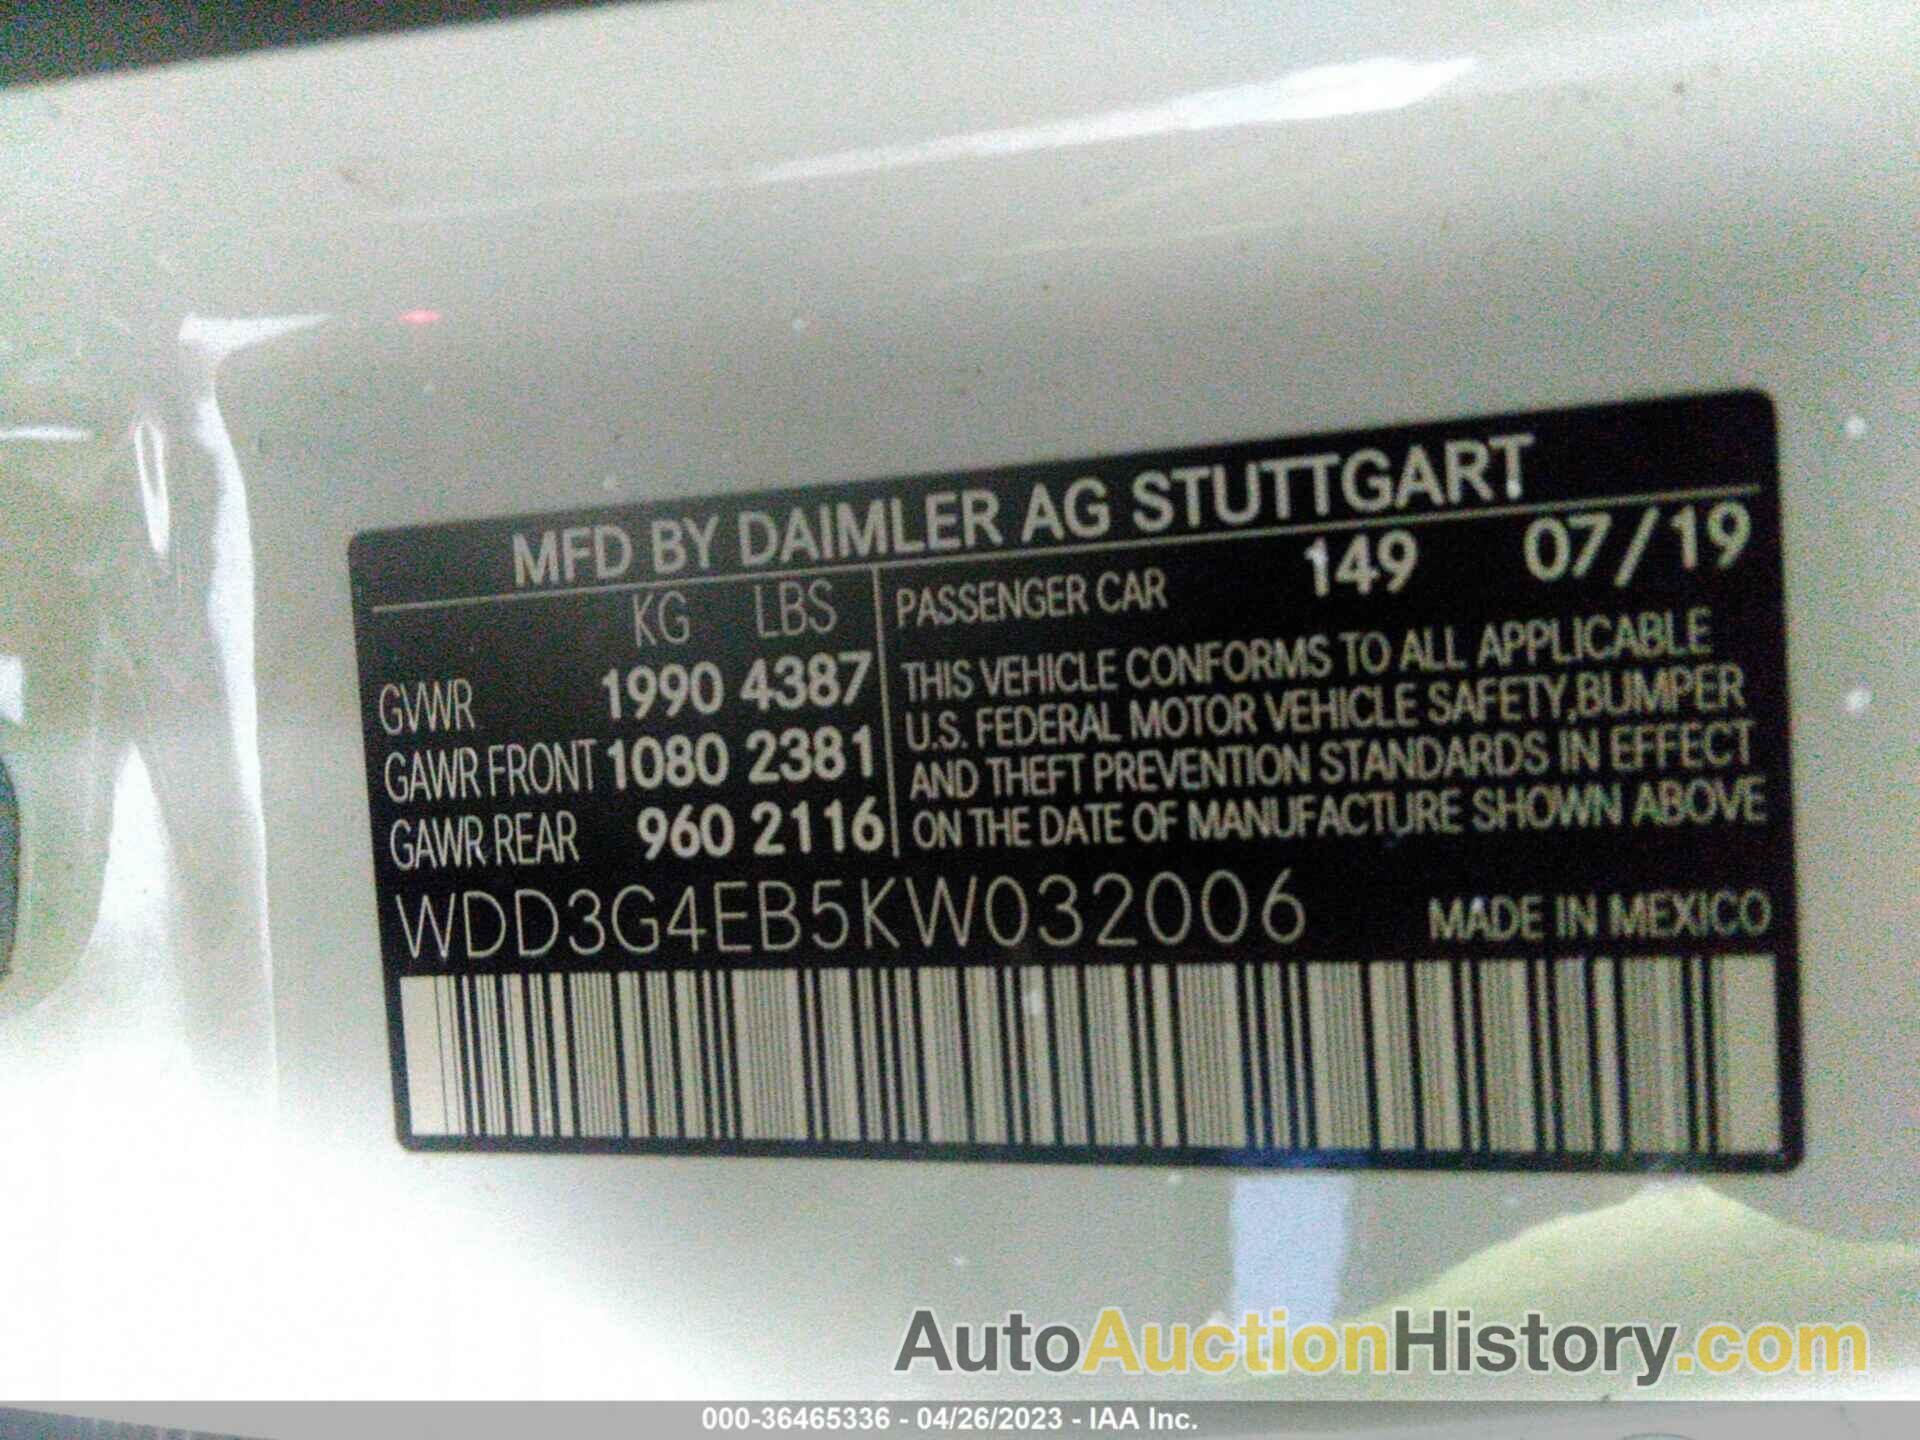 MFD BY DAIMLER AG STUTTGART
KG LBS
GVWR 1990 4387
GAWR FRONT 1080 2381
GAWR REAR 960 2116
PASSENGER CAR 149 07/19
THIS VEHICLE CONFORMS TO ALL APPLICABLE
U.S. FEDERAL MOTOR VEHICLE SAFETY, BUMPER
AND THEFT PREVENTION STANDARDS IN EFFECT
ON THE DATE OF MANUFACTURE SHOWN ABOVE
WDD3G4EB5KW032006 MADE IN MEXICO
AutoAuctionHistory.com
000-36465336 - 04/26/2023 - IAA Inc.